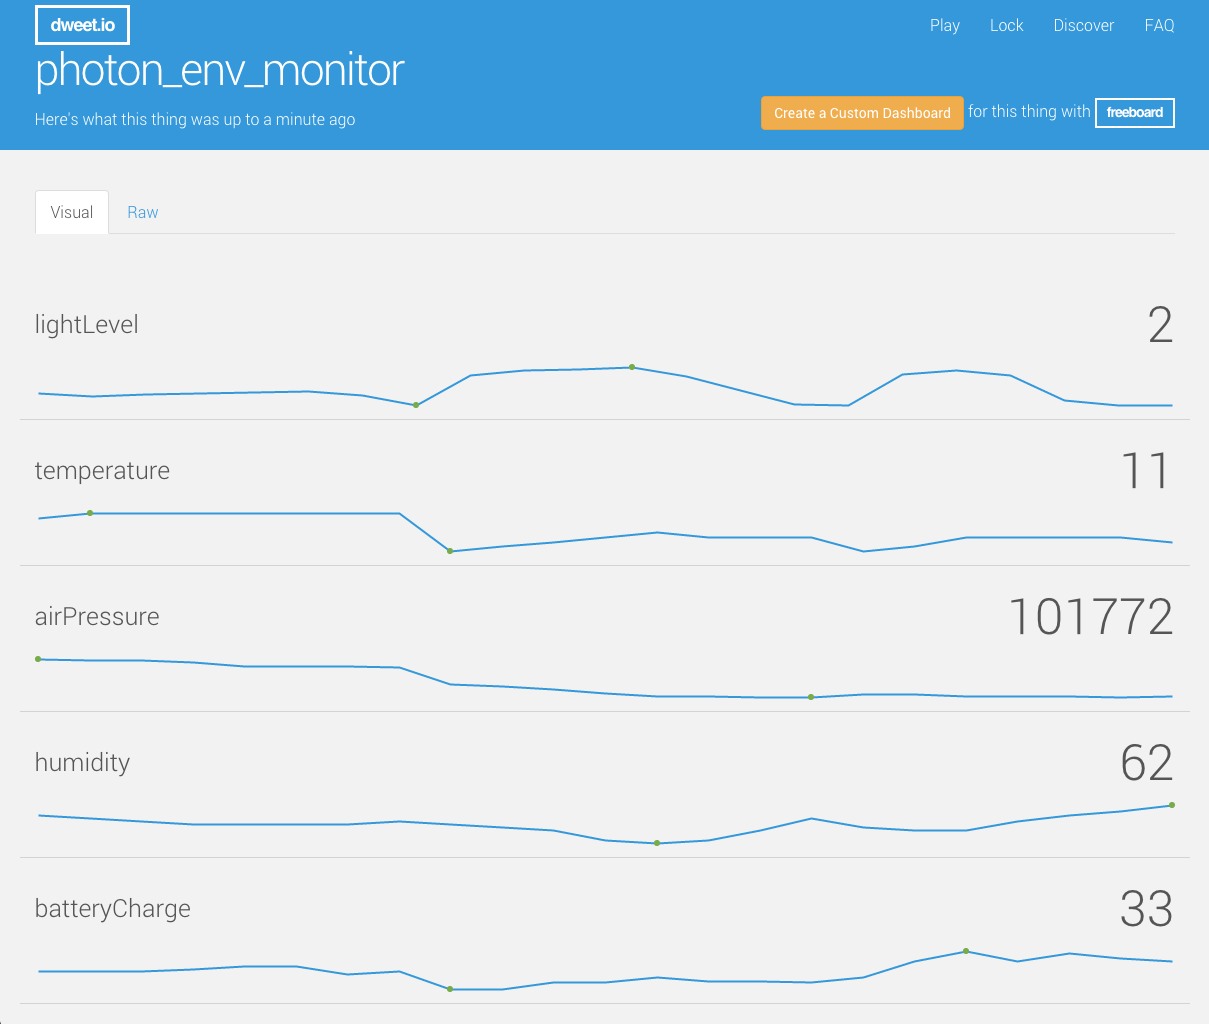 dweet.io
Play Lock Discover FAQ
photon_env_monitor
Here's what this thing was up to a minute ago
Create a Custom Dashboard for this thing with freeboard
Visual Raw
lightLevel 2
temperature 11
airPressure 101772
humidity 62
batteryCharge 33